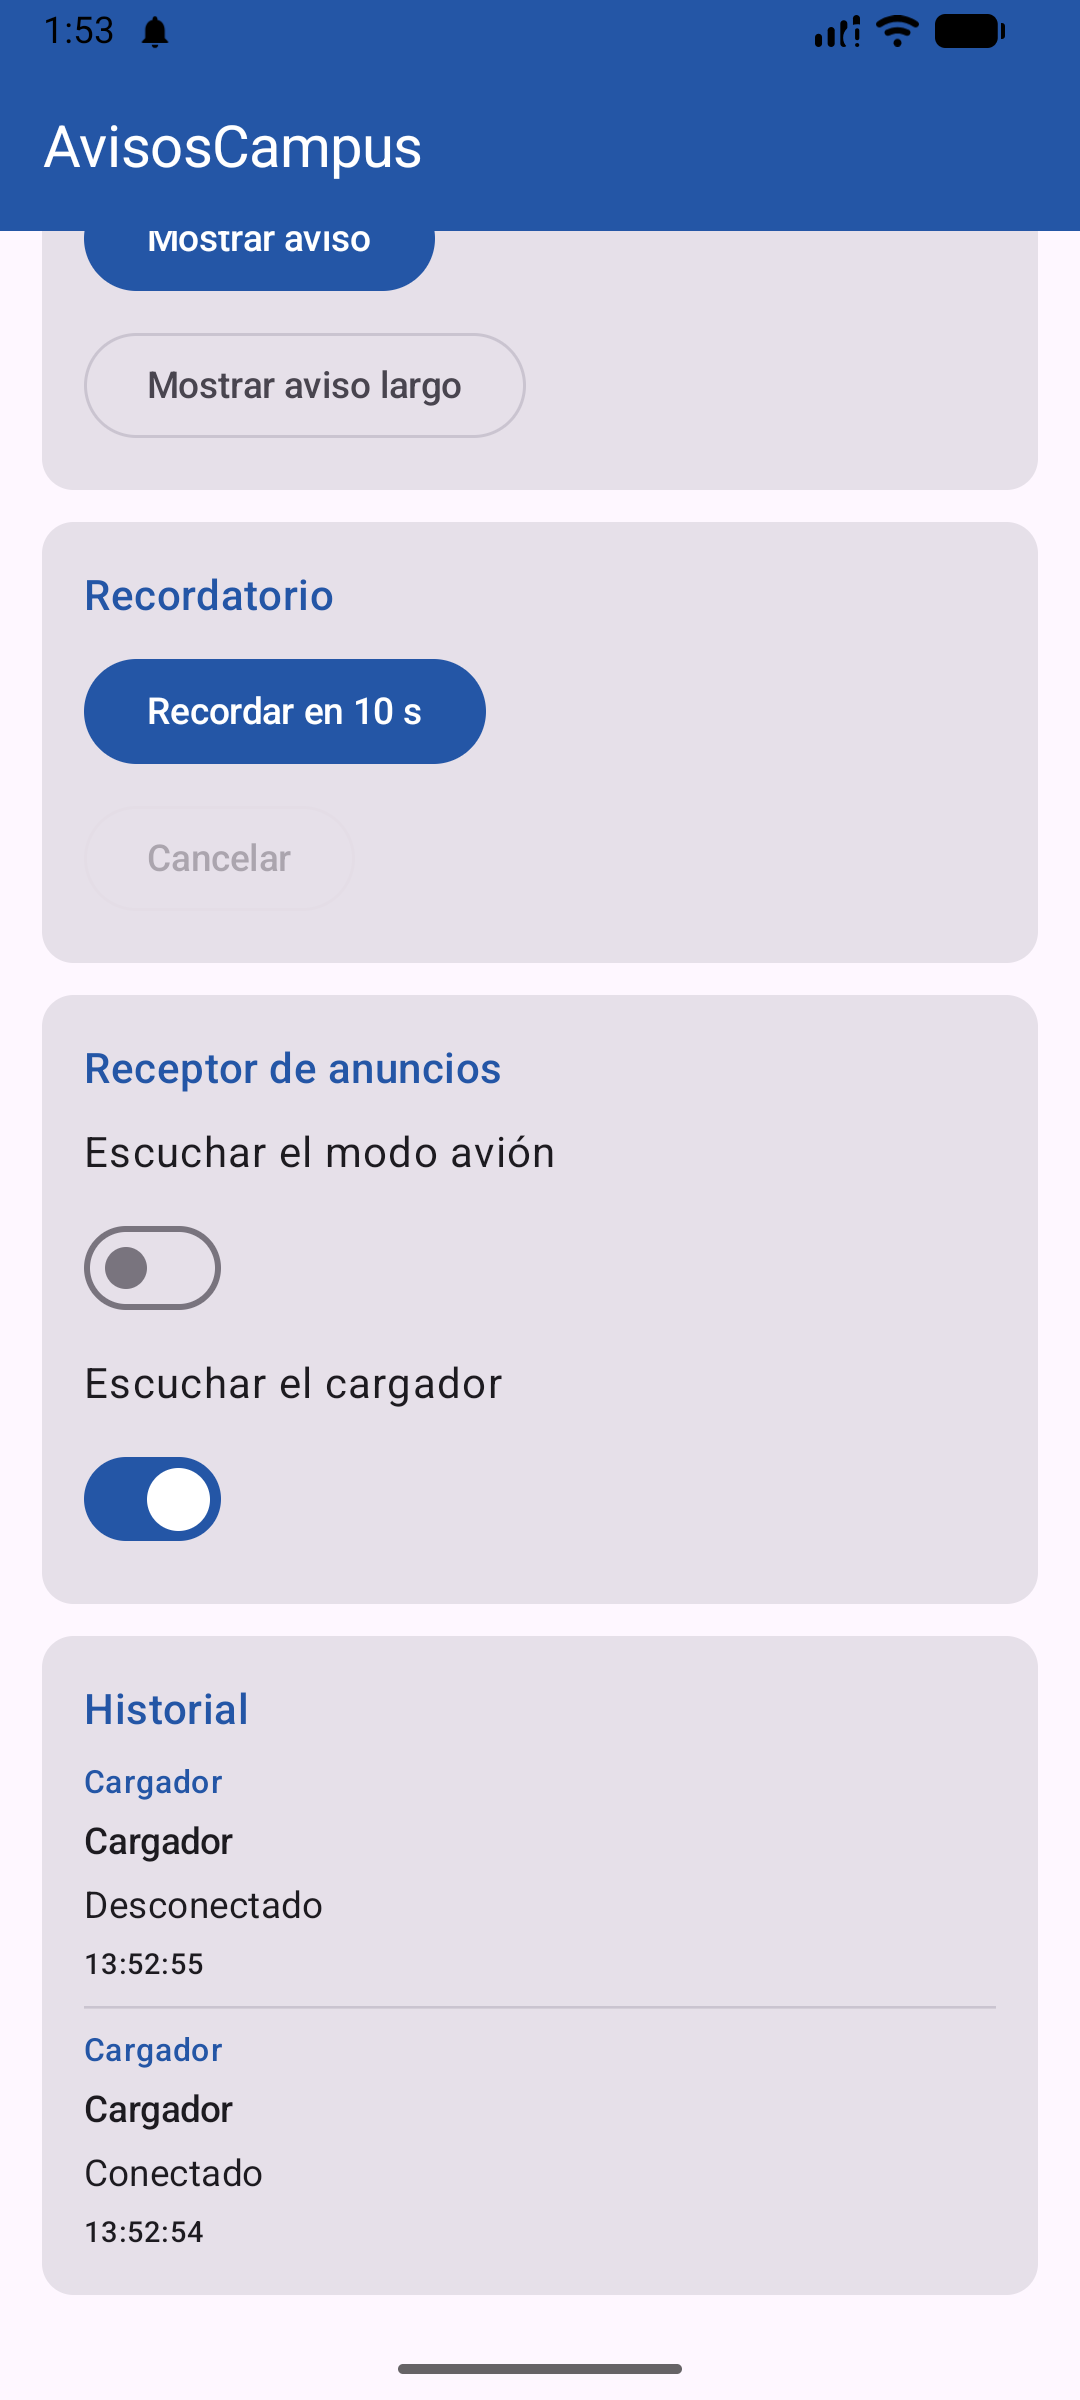 1:53
AvisosCampus
Mostrar aviso
Mostrar aviso largo
Recordatorio
Recordar en 10 s
Cancelar
Receptor de anuncios
Escuchar el modo avión
Escuchar el cargador
Historial
Cargador
Cargador
Desconectado
13:52:55
Cargador
Cargador
Conectado
13:52:54